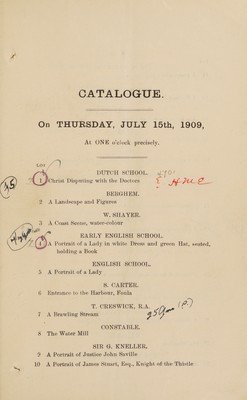 CATALOGUE.
On THURSDAY, JULY 15th, 1909,
At ONE o'clock precisely.
LOT
DUTCH SCHOOL.
1 Christ Disputing with the Doctors
BERGHEM.
2 A Landscape and Figures
W. SHAYER.
3 A Coast Scene, water-colour
EARLY ENGLISH SCHOOL.
4 A Portrait of a Lady in white Dress and green Hat, seated,
holding a Book
ENGLISH SCHOOL.
5 A Portrait of a Lady
S. CARTER.
6 Entrance to the Harbour, Foula
T. CRESWICK, R.A.
7 A Brawling Stream
CONSTABLE.
8 The Water Mill
SIR G. KNELLER.
9 A Portrait of Justice John Saville
10 A Portrait of James Stuart, Esq., Knight of the Thistle